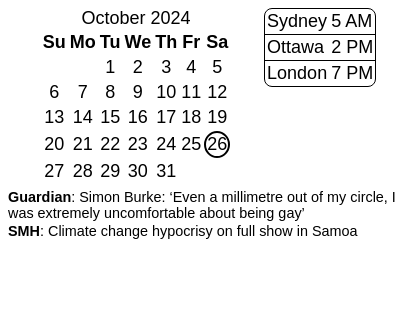 October 2024
Su Mo Tu We Th Fr Sa
1 2 3 4 5
6 7 8 9 10 11 12
13 14 15 16 17 18 19
20 21 22 23 24 25 26
27 28 29 30 31
Sydney 5 AM
Ottawa 2 PM
London 7 PM
Guardian: Simon Burke: ‘Even a millimetre out of my circle, I
was extremely uncomfortable about being gay’
SMH: Climate change hypocrisy on full show in Samoa